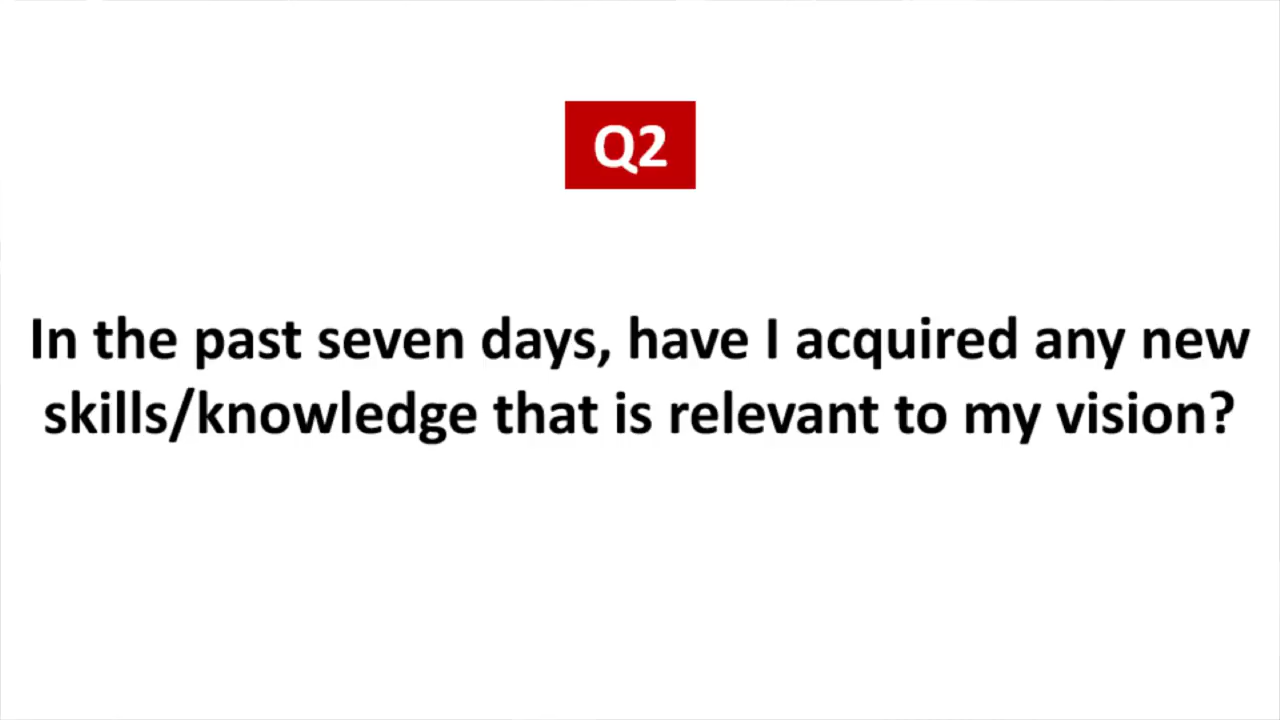 Q2
In the past seven days, have I acquired any new
skills/knowledge that is relevant to my vision?